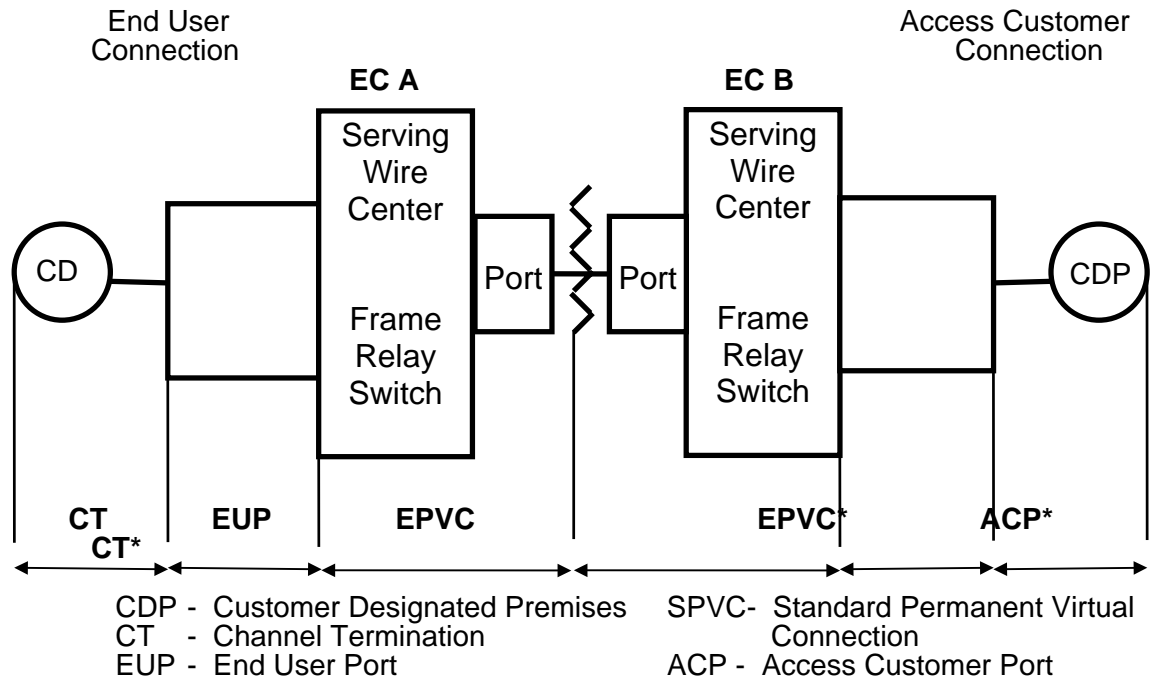 End User
Connection
Access Customer
Connection
EC A
EC B
Serving
Wire
Center
Frame
Relay
Switch
Port
Port
Serving
Wire
Center
Frame
Relay
Switch
CD
CDP
CT
CT*
EUP
EPVC
EPVC*
ACP*
CDP - Customer Designated Premises
CT - Channel Termination
EUP - End User Port
SPVC- Standard Permanent Virtual
Connection
ACP - Access Customer Port